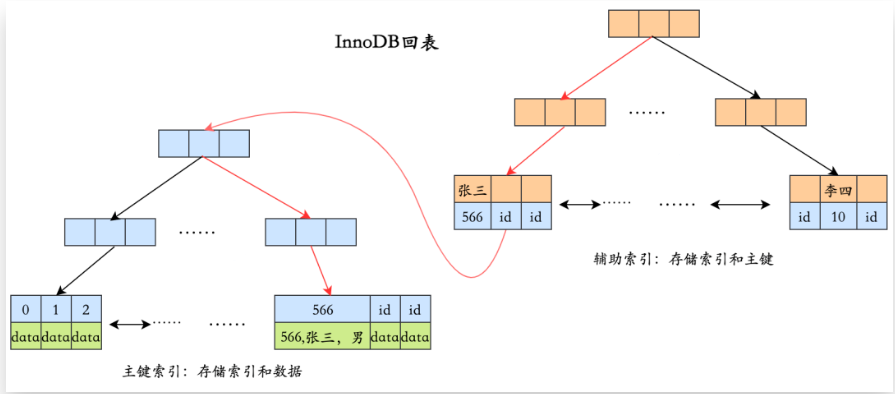 InnoDB回表
······
张三
566 id id
······ ······
李四
id 10 id
辅助索引：存储索引和主键
······
0 1 2
data data data
······ ······
566 id id
566,张三，男 data data
主键索引：存储索引和数据